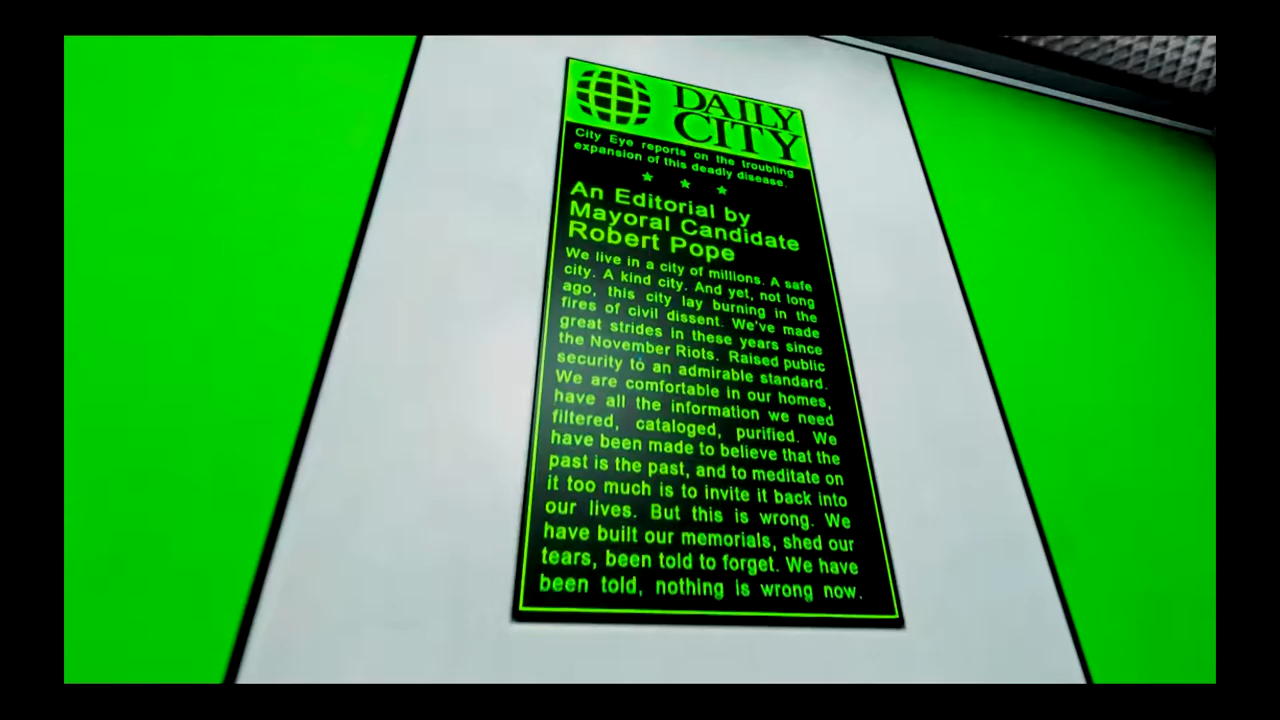 DAILY
CITY
City Eye reports on the troubling
expansion of this deadly disease.
An Editorial by
Mayoral Candidate
Robert Pope
We live in a city of millions. A safe
city. A kind city. And yet, not long
ago, this city lay burning in the
fires of civil dissent. We've made
great strides in these years since
the November Riots. Raised public
security to an admirable standard.
We are comfortable in our homes,
have all the information we need
filtered, cataloged, purified. We
have been made to believe that the
past is the past, and to meditate on
it too much is to invite it back into
our lives. But this is wrong. We
have built our memorials, shed our
tears, been told to forget. We have
been told, nothing is wrong now.